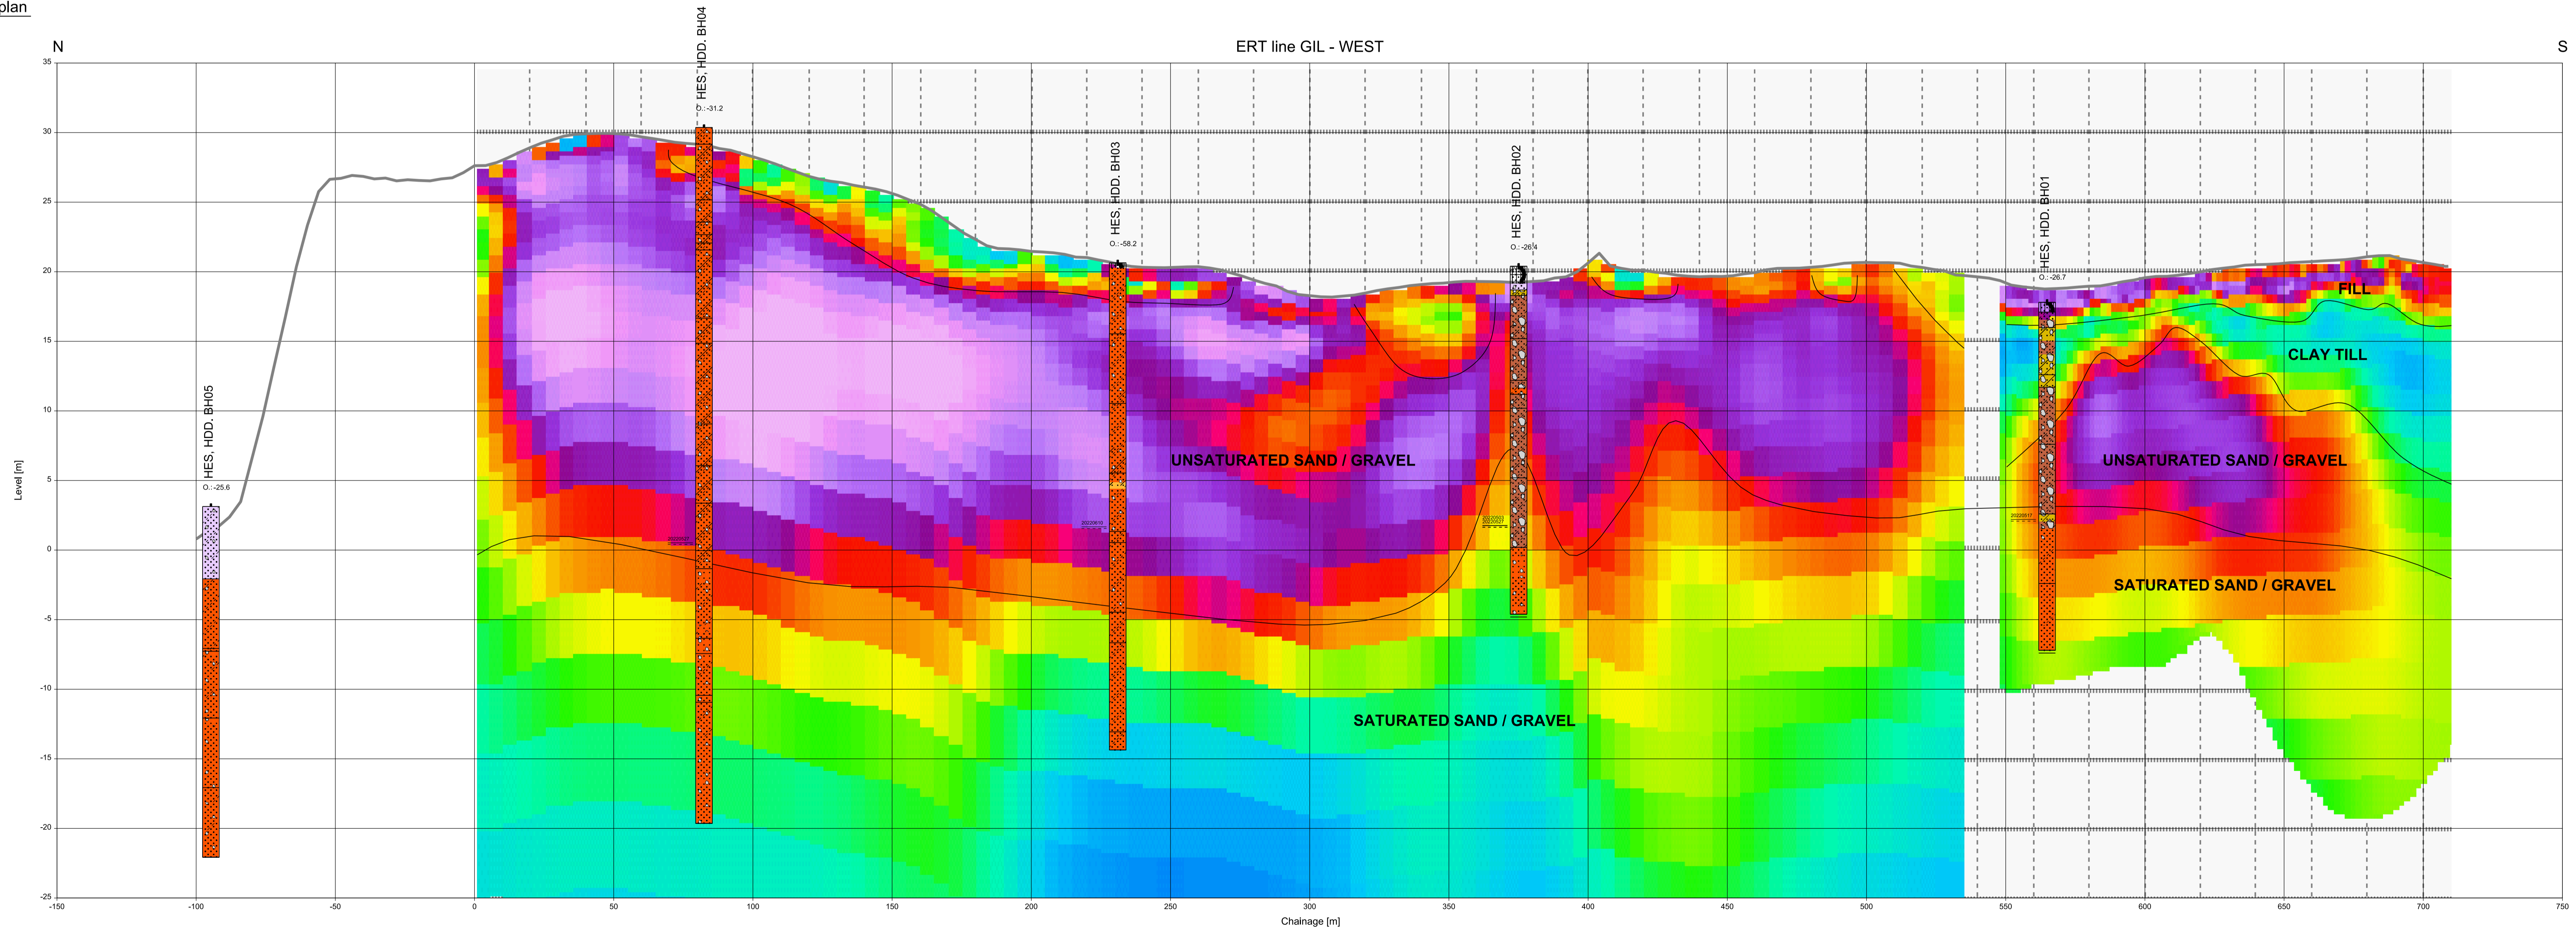 plan
N
ERT line GIL - WEST
S
HES, HDD. BH04
O.: -31.2
HES, HDD. BH03
O.: -58.2
HES, HDD. BH02
O.: -26.4
HES, HDD. BH01
O.: -26.7
HES, HDD. BH05
O.: -25.6
FILL
CLAY TILL
UNSATURATED SAND / GRAVEL
UNSATURATED SAND / GRAVEL
SATURATED SAND / GRAVEL
SATURATED SAND / GRAVEL
20220610
20220503
20220527
20220517
Level [m]
35
30
25
20
15
10
5
0
-5
-10
-15
-20
-25
-150
-100
-50
0
50
100
150
200
250
300
350
400
450
500
550
600
650
700
750
Chainage [m]